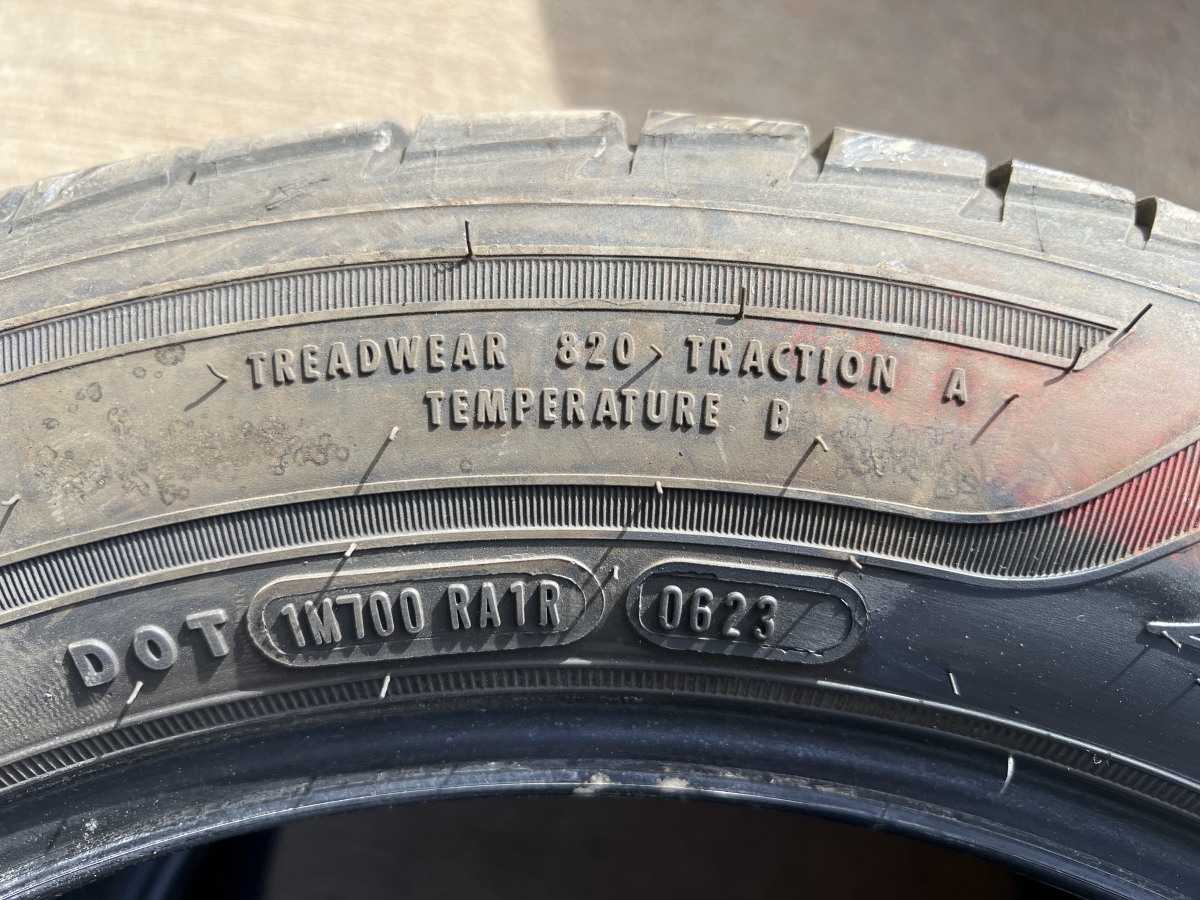 TREADWEAR 820 TRACTION A
TEMPERATURE B
DOT 1M700 RA1R 0623